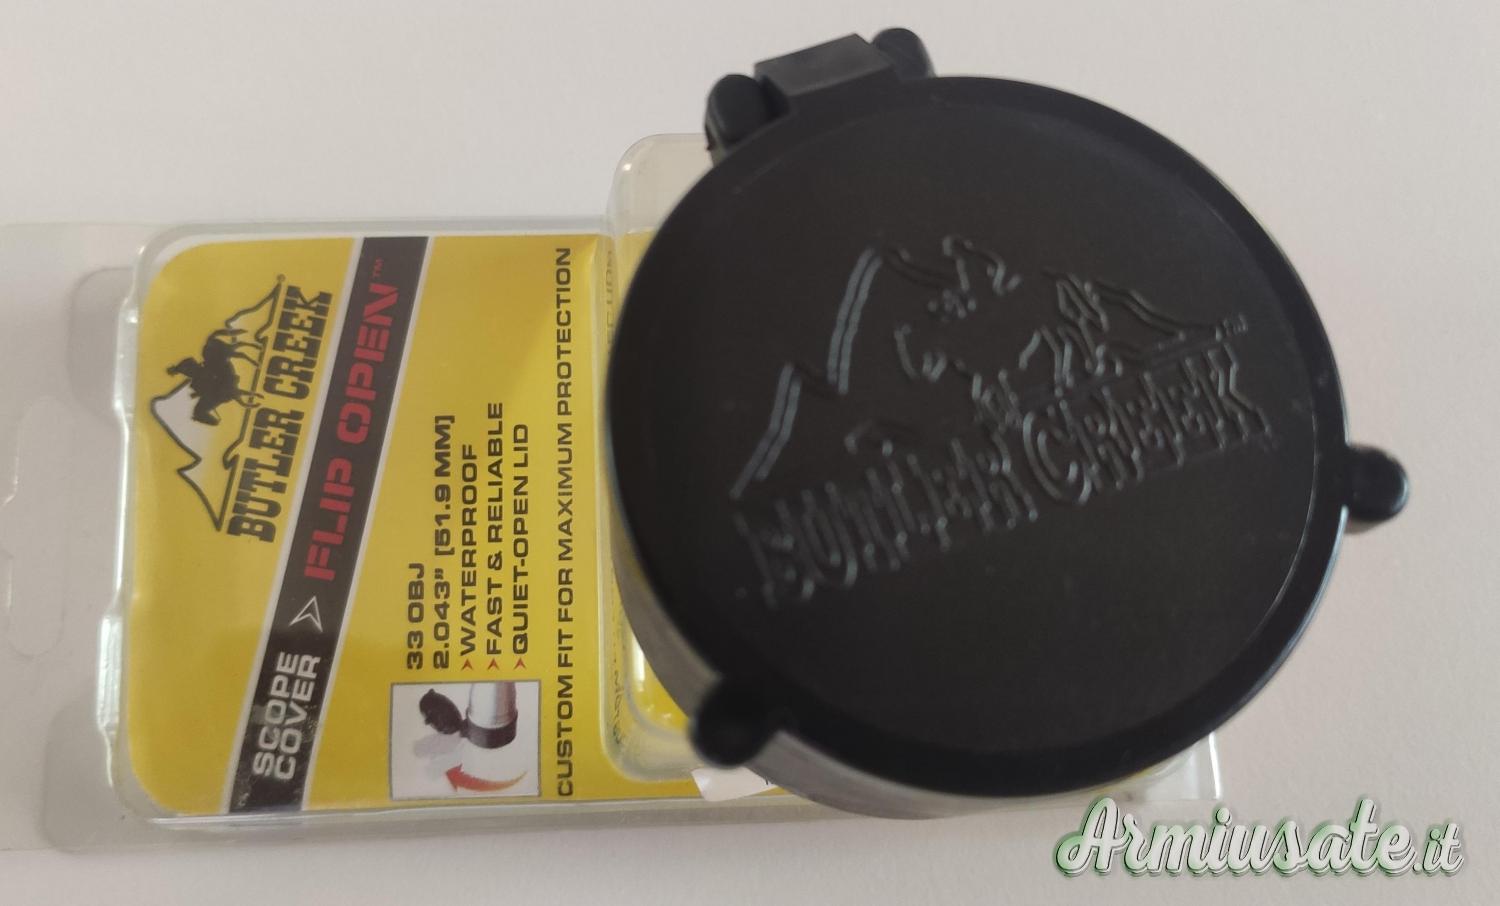 BUTLER CREEK®
SCOPE
COVER
FLIP OPEN™
33 OBJ
2.043" [51.9 MM]
WATERPROOF
FAST & RELIABLE
QUIET-OPEN LID
CUSTOM FIT FOR MAXIMUM PROTECTION
BUTLER CREEK
Armiusate.it